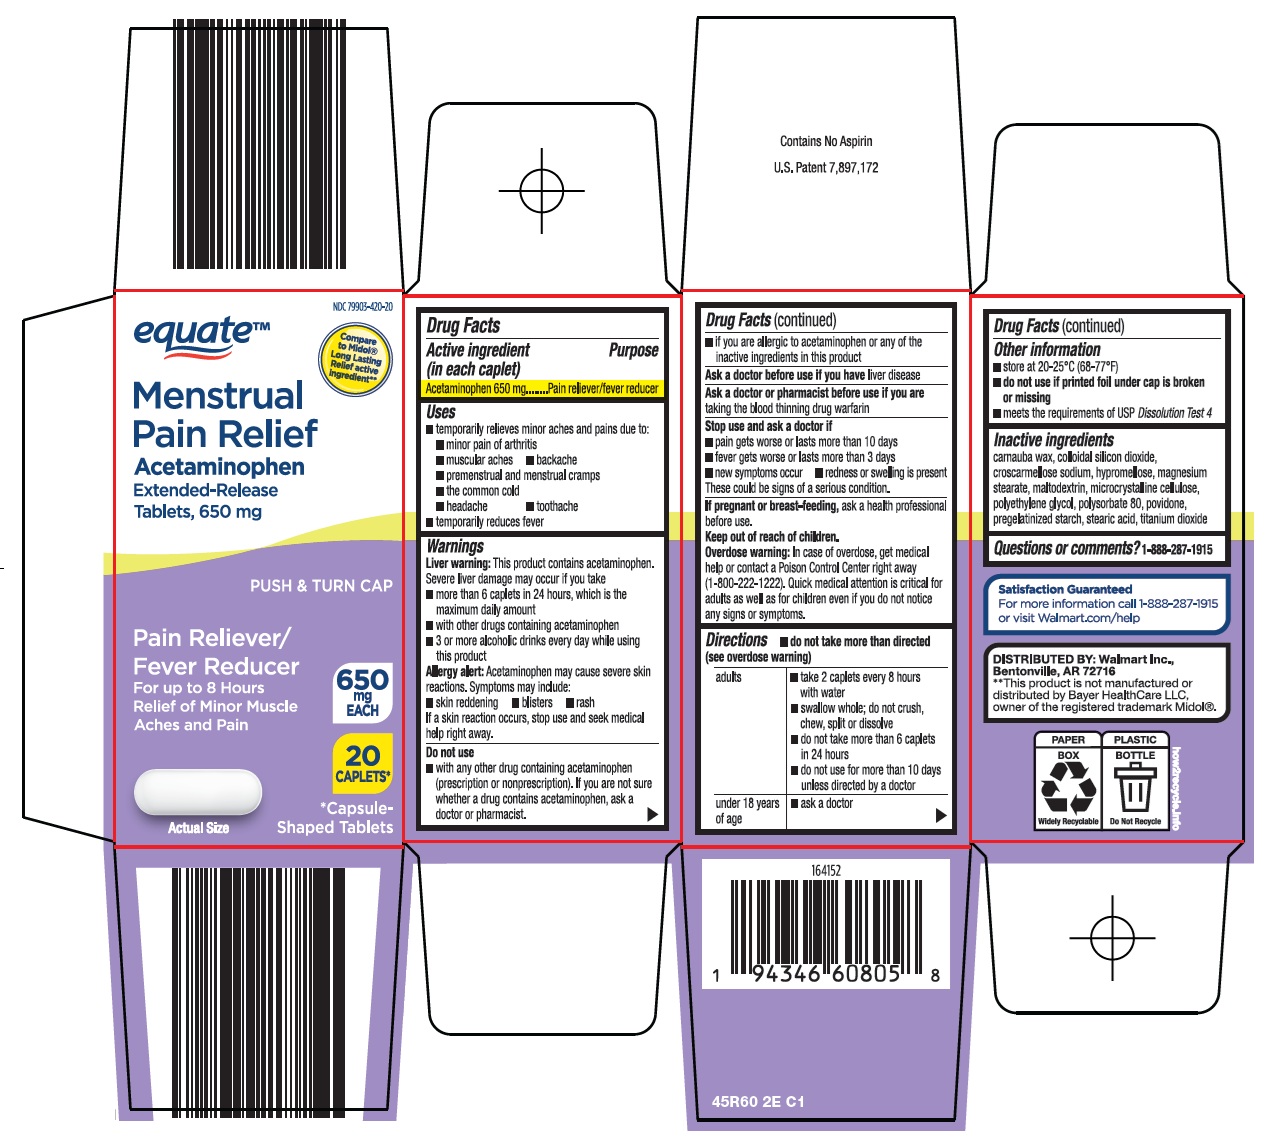 NDC 79903-420-20
equate™
Compare
to Midol®
Long Lasting
Relief active
ingredient**
Menstrual
Pain Relief
Acetaminophen
Extended-Release
Tablets, 650 mg
PUSH & TURN CAP
Pain Reliever/
Fever Reducer
For up to 8 Hours
Relief of Minor Muscle
Aches and Pain
650
mg
EACH
20
CAPLETS*
*Capsule-
Shaped Tablets
Actual Size
Drug Facts
Active ingredient Purpose
(in each caplet)
Acetaminophen 650 mg........Pain reliever/fever reducer
Uses
■ temporarily relieves minor aches and pains due to:
■ minor pain of arthritis
■ muscular aches ■ backache
■ premenstrual and menstrual cramps
■ the common cold
■ headache ■ toothache
■ temporarily reduces fever
Warnings
Liver warning: This product contains acetaminophen.
Severe liver damage may occur if you take
■ more than 6 caplets in 24 hours, which is the
maximum daily amount
■ with other drugs containing acetaminophen
■ 3 or more alcoholic drinks every day while using
this product
Allergy alert: Acetaminophen may cause severe skin
reactions. Symptoms may include:
■ skin reddening ■ blisters ■ rash
If a skin reaction occurs, stop use and seek medical
help right away.
Do not use
■ with any other drug containing acetaminophen
(prescription or nonprescription). If you are not sure
whether a drug contains acetaminophen, ask a
doctor or pharmacist.
Contains No Aspirin
U.S. Patent 7,897,172
Drug Facts (continued)
■ if you are allergic to acetaminophen or any of the
inactive ingredients in this product
Ask a doctor before use if you have liver disease
Ask a doctor or pharmacist before use if you are
taking the blood thinning drug warfarin
Stop use and ask a doctor if
■ pain gets worse or lasts more than 10 days
■ fever gets worse or lasts more than 3 days
■ new symptoms occur ■ redness or swelling is present
These could be signs of a serious condition.
If pregnant or breast-feeding, ask a health professional
before use.
Keep out of reach of children.
Overdose warning: In case of overdose, get medical
help or contact a Poison Control Center right away
(1-800-222-1222). Quick medical attention is critical for
adults as well as for children even if you do not notice
any signs or symptoms.
Directions ■ do not take more than directed
(see overdose warning)
adults ■ take 2 caplets every 8 hours
with water
■ swallow whole; do not crush,
chew, split or dissolve
■ do not take more than 6 caplets
in 24 hours
■ do not use for more than 10 days
unless directed by a doctor
under 18 years ■ ask a doctor
of age
164152
1 94346 60805 8
45R60 2E C1
Drug Facts (continued)
Other information
■ store at 20-25°C (68-77°F)
■ do not use if printed foil under cap is broken
or missing
■ meets the requirements of USP Dissolution Test 4
Inactive ingredients
carnauba wax, colloidal silicon dioxide,
croscarmellose sodium, hypromellose, magnesium
stearate, maltodextrin, microcrystalline cellulose,
polyethylene glycol, polysorbate 80, povidone,
pregelatinized starch, stearic acid, titanium dioxide
Questions or comments? 1-888-287-1915
Satisfaction Guaranteed
For more information call 1-888-287-1915
or visit Walmart.com/help
DISTRIBUTED BY: Walmart Inc.,
Bentonville, AR 72716
**This product is not manufactured or
distributed by Bayer HealthCare LLC,
owner of the registered trademark Midol®.
PAPER PLASTIC
BOX BOTTLE
Widely Recyclable Do Not Recycle
how2recycle.info